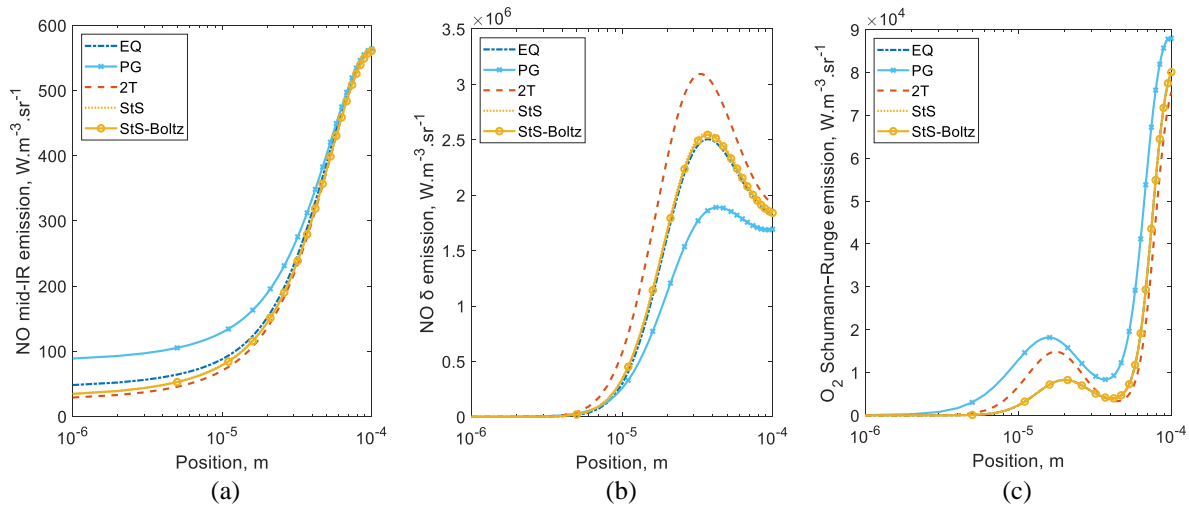 600
500
400
300
200
100
0
NO mid-IR emission, W.m⁻³.sr⁻¹
EQ
PG
2T
StS
StS-Boltz
10⁻⁶
10⁻⁵
10⁻⁴
Position, m
(a)
×10⁶
3.5
3
2.5
2
1.5
1
0.5
0
NO δ emission, W.m⁻³.sr⁻¹
EQ
PG
2T
StS
StS-Boltz
10⁻⁶
10⁻⁵
10⁻⁴
Position, m
(b)
×10⁴
9
8
7
6
5
4
3
2
1
0
O₂ Schumann−Runge emission, W.m⁻³.sr⁻¹
EQ
PG
2T
StS
StS-Boltz
10⁻⁶
10⁻⁵
10⁻⁴
Position, m
(c)